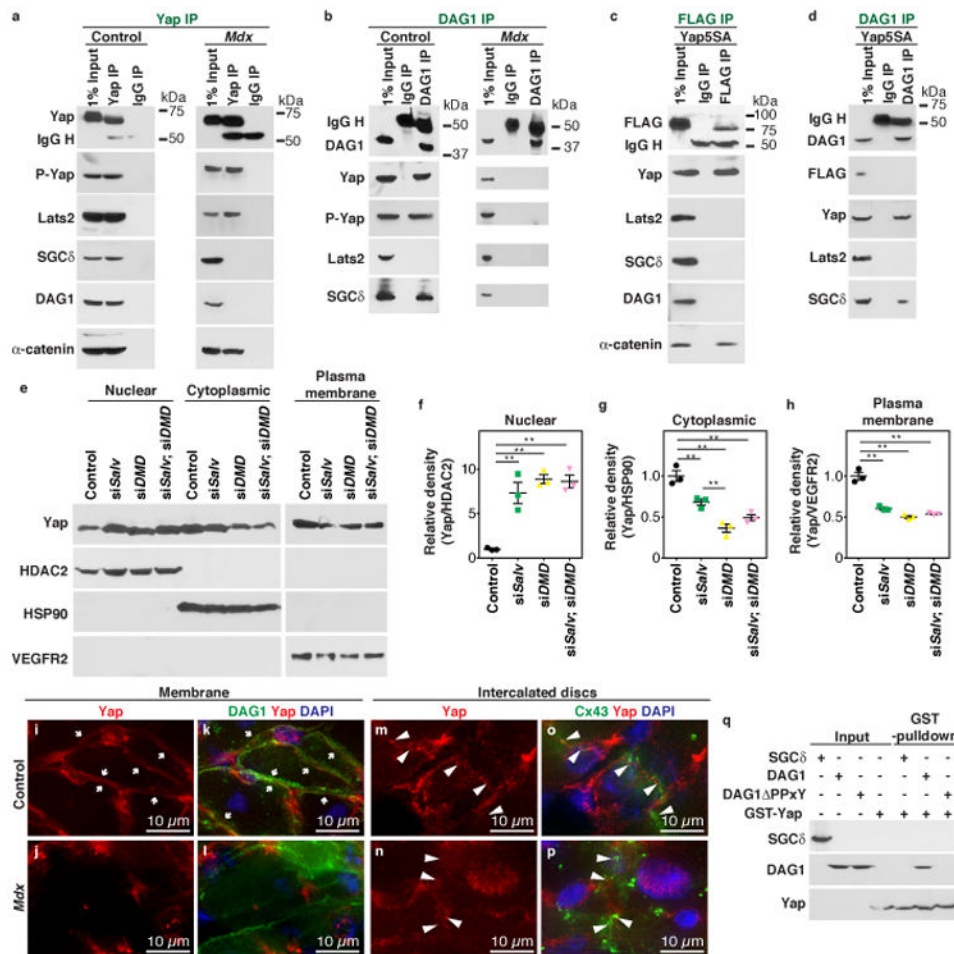 a
Yap IP
Control
Mdx
1% Input
Yap IP
IgG IP
kDa
1% Input
Yap IP
IgG IP
kDa
Yap
IgG H
75
50
75
50
P-Yap
Lats2
SGCδ
DAG1
α-catenin
b
DAG1 IP
Control
Mdx
1% Input
IgG IP
DAG1 IP
kDa
1% Input
IgG IP
DAG1 IP
kDa
IgG H
DAG1
50
37
50
37
Yap
P-Yap
Lats2
SGCδ
c
FLAG IP
Yap5SA
1% Input
IgG IP
FLAG IP
kDa
FLAG
IgG H
100
75
50
Yap
Lats2
SGCδ
DAG1
α-catenin
d
DAG1 IP
Yap5SA
1% Input
IgG IP
DAG1 IP
kDa
IgG H
DAG1
75
50
FLAG
Yap
Lats2
SGCδ
e
Nuclear
Cytoplasmic
Plasma membrane
Control
siSalv
siDMD
siSalv; siDMD
Control
siSalv
siDMD
siSalv; siDMD
Control
siSalv
siDMD
siSalv; siDMD
Yap
HDAC2
HSP90
VEGFR2
f
Nuclear
Relative density
(Yap/HDAC2)
10
5
0
**
**
**
Control
siSalv
siDMD
siSalv; siDMD
g
Cytoplasmic
Relative density
(Yap/HSP90)
1.0
0.5
0
**
**
**
**
Control
siSalv
siDMD
siSalv; siDMD
h
Plasma
membrane
Relative density
(Yap/VEGFR2)
1.0
0.5
0
**
**
**
Control
siSalv
siDMD
siSalv; siDMD
Membrane
Intercalated discs
Yap
DAG1 Yap DAPI
Yap
Cx43 Yap DAPI
Control
i
10 µm
k
10 µm
m
10 µm
o
10 µm
Mdx
j
10 µm
l
10 µm
n
10 µm
p
10 µm
q
Input
GST
-pulldown
SGCδ + - - - + - -
DAG1 - + - - - + -
DAG1ΔPPxY - - + - - - +
GST-Yap - - - + + + +
SGCδ
DAG1
Yap